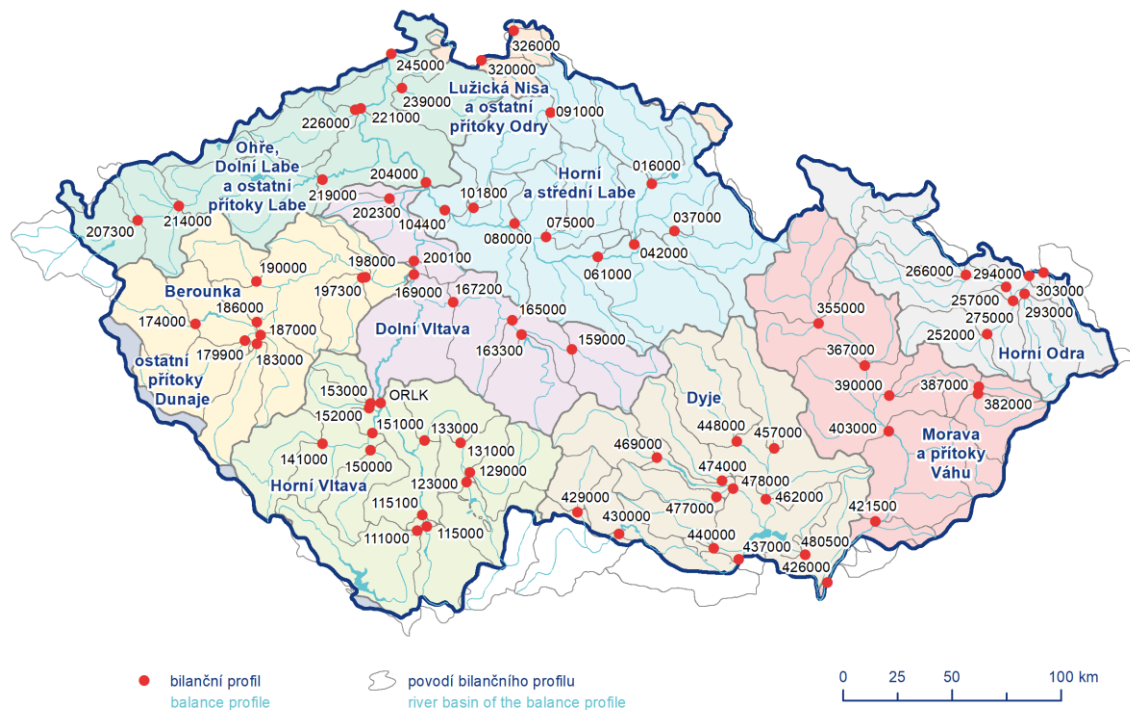 326000
245000
320000
239000
Lužická Nisa
a ostatní
přítoky Odry
091000
226000
221000
Ohře,
Dolní Labe
a ostatní
přítoky Labe
204000
219000
202300
101800
104400
Horní
a střední Labe
016000
037000
075000
080000
042000
061000
214000
207300
190000
198000
200100
Berounka
197300
169000
167200
186000
174000
187000
179900
183000
165000
Dolní Vltava
163300
159000
ostatní
přítoky
Dunaje
266000
294000
303000
257000
275000
293000
252000
Horní Odra
355000
367000
390000
387000
382000
403000
Morava
a přítoky
Váhu
421500
153000
ORLK
152000
151000
133000
131000
141000
150000
129000
Horní Vltava
123000
115100
111000
115000
Dyje
448000
457000
469000
474000
478000
477000
462000
429000
430000
440000
437000
480500
426000
bilanční profil
balance profile
povodí bilančního profilu
river basin of the balance profile
0 25 50 100 km